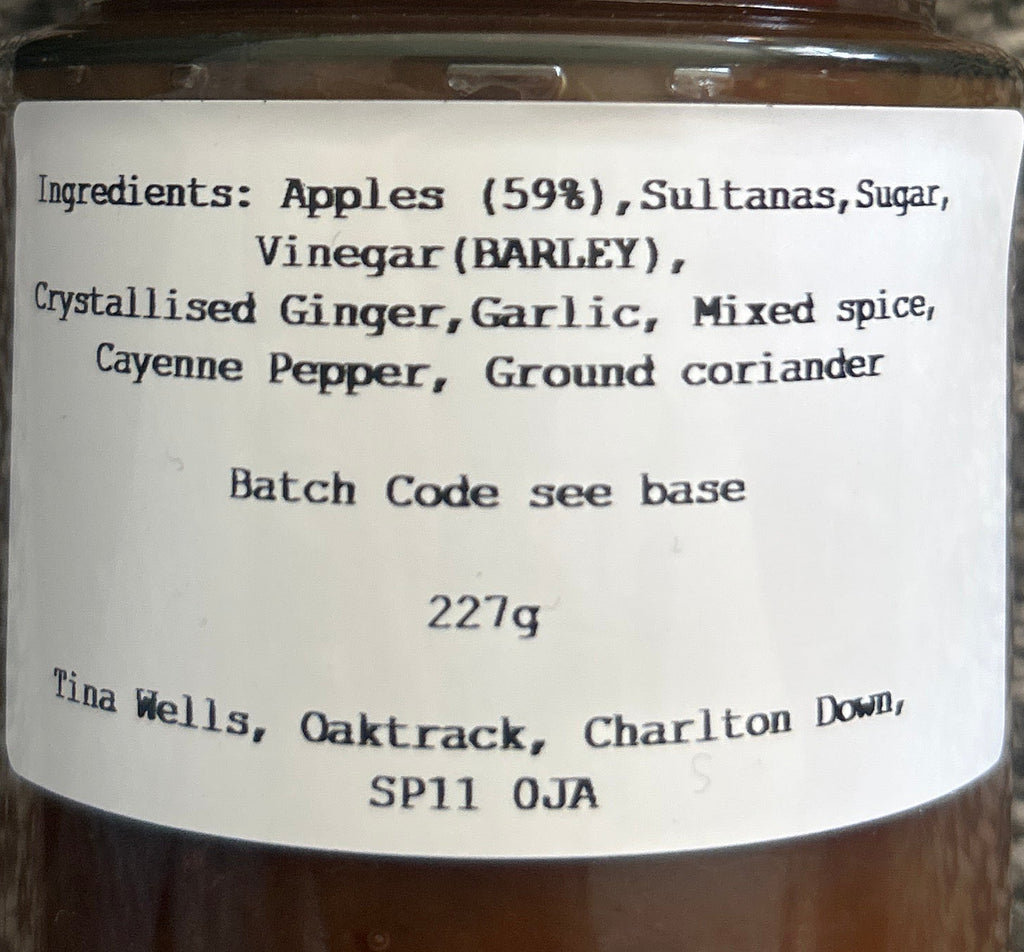 Ingredients: Apples (59%),Sultanas,Sugar,
Vinegar(BARLEY),
Crystallised Ginger,Garlic, Mixed spice,
Cayenne Pepper, Ground coriander
Batch Code see base
227g
Tina Wells, Oaktrack, Charlton Down,
SP11 0JA